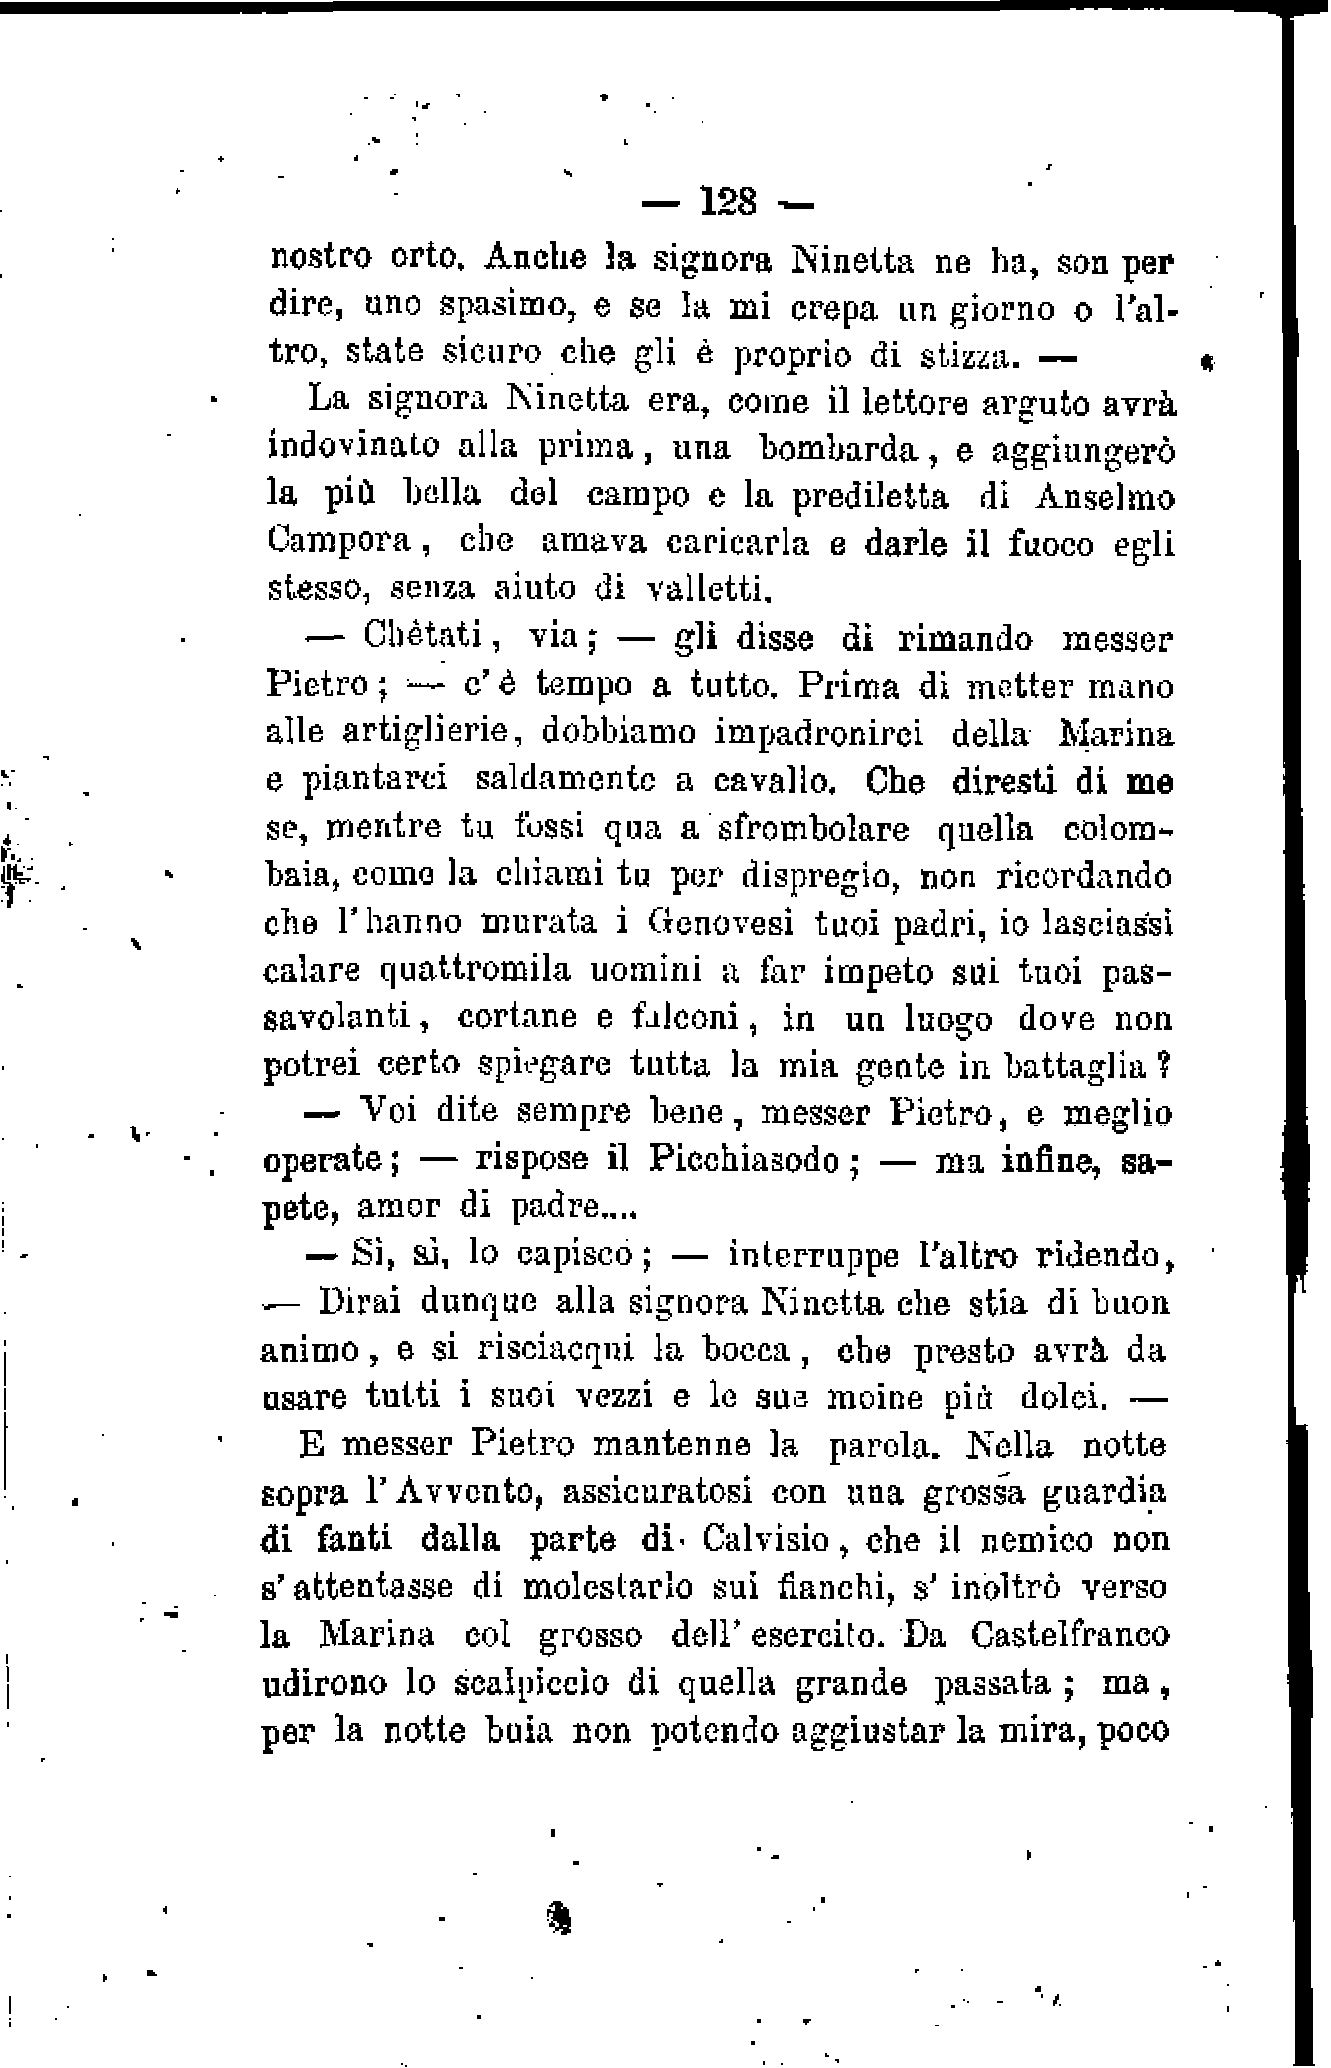 — 128 —
nostro orto. Anche la signora Ninetta ne ha, son per
dire, uno spasimo, e se la mi crepa un giorno o l'al-
tro, state sicuro che gli è proprio di stizza. —
La signora Ninetta era, come il lettore arguto avrà
indovinato alla prima, una bombarda, e aggiungerò
la più bella del campo e la prediletta di Anselmo
Campora, che amava caricarla e darle il fuoco egli
stesso, senza aiuto di valletti.
— Chètati, via; — gli disse di rimando messer
Pietro; — c'è tempo a tutto. Prima di metter mano
alle artiglierie, dobbiamo impadronirci della Marina
e piantarci saldamente a cavallo. Che diresti di me
se, mentre tu fossi qua a sfrombolare quella colom-
baia, come la chiami tu per dispregio, non ricordando
che l'hanno murata i Genovesi tuoi padri, io lasciassi
calare quattromila uomini a far impeto sui tuoi pas-
savolanti, cortane e falconi, in un luogo dove non
potrei certo spiegare tutta la mia gente in battaglia?
— Voi dite sempre bene, messer Pietro, e meglio
operate; — rispose il Picchiasodo; — ma infine, sa-
pete, amor di padre....
— Sì, sì, lo capisco; — interruppe l'altro ridendo,
— Dirai dunque alla signora Ninetta che stia di buon
animo, e si risciacqui la bocca, che presto avrà da
usare tutti i suoi vezzi e le sue moine più dolci. —
E messer Pietro mantenne la parola. Nella notte
sopra l'Avvento, assicuratosi con una grossa guardia
di fanti dalla parte di Calvisio, che il nemico non
s'attentasse di molestarlo sui fianchi, s'inoltrò verso
la Marina col grosso dell'esercito. Da Castelfranco
udirono lo scalpiccìo di quella grande passata; ma,
per la notte buia non potendo aggiustar la mira, poco